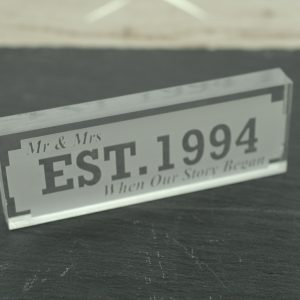 Mr & Mrs
EST.1994
When Our Story Began